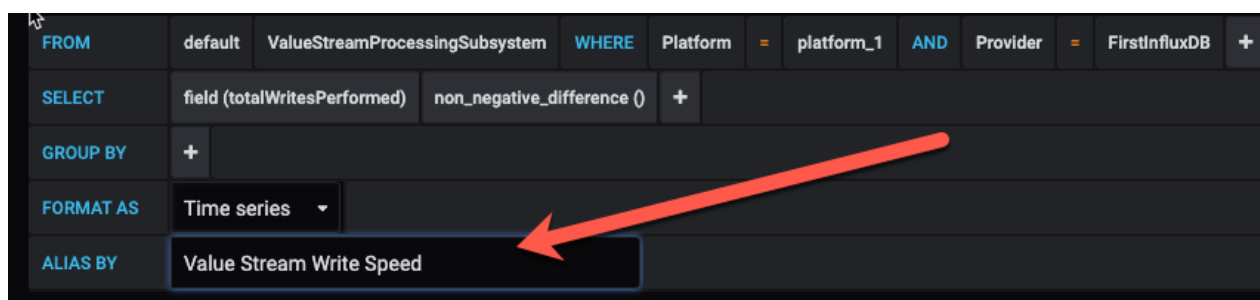 FROM default ValueStreamProcessingSubsystem WHERE Platform = platform_1 AND Provider = FirstInfluxDB +
SELECT field (totalWritesPerformed) non_negative_difference () +
GROUP BY +
FORMAT AS Time series
ALIAS BY Value Stream Write Speed